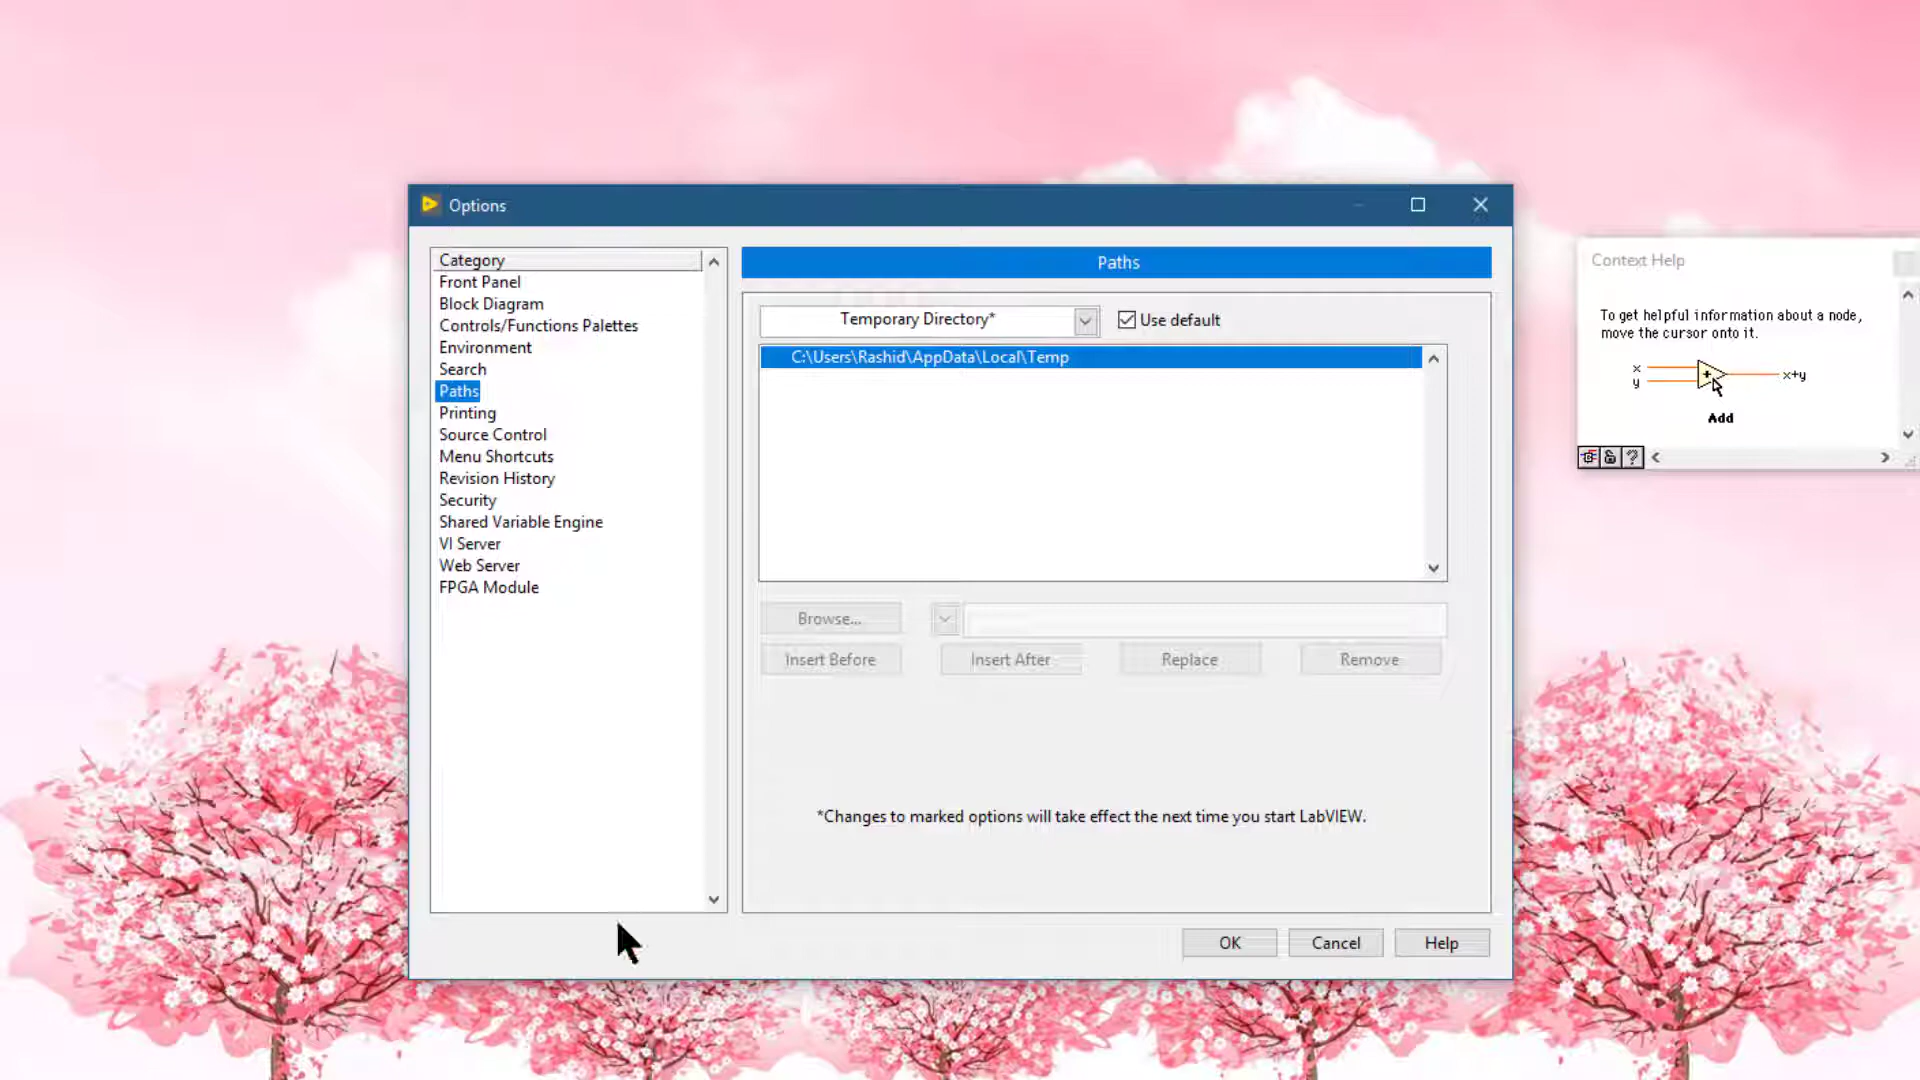 Options
Category
Front Panel
Block Diagram
Controls/Functions Palettes
Environment
Search
Paths
Printing
Source Control
Menu Shortcuts
Revision History
Security
Shared Variable Engine
VI Server
Web Server
FPGA Module
Paths
Temporary Directory*
Use default
C:\Users\Rashid\AppData\Local\Temp
Browse...
Insert Before
Insert After
Replace
Remove
*Changes to marked options will take effect the next time you start LabVIEW.
OK
Cancel
Help
Context Help
To get helpful information about a node,
move the cursor onto it.
x
y
+
x+y
Add
?